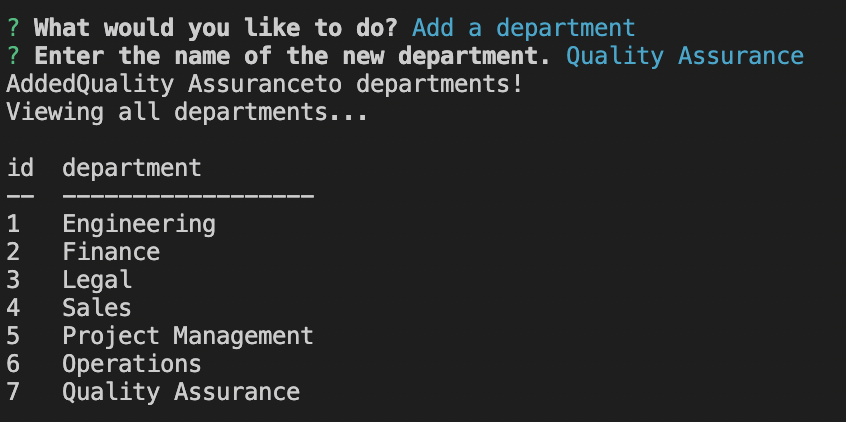 ? What would you like to do? Add a department
? Enter the name of the new department. Quality Assurance
AddedQuality Assuranceto departments!
Viewing all departments...

id  department
--  ------------------
1   Engineering
2   Finance
3   Legal
4   Sales
5   Project Management
6   Operations
7   Quality Assurance